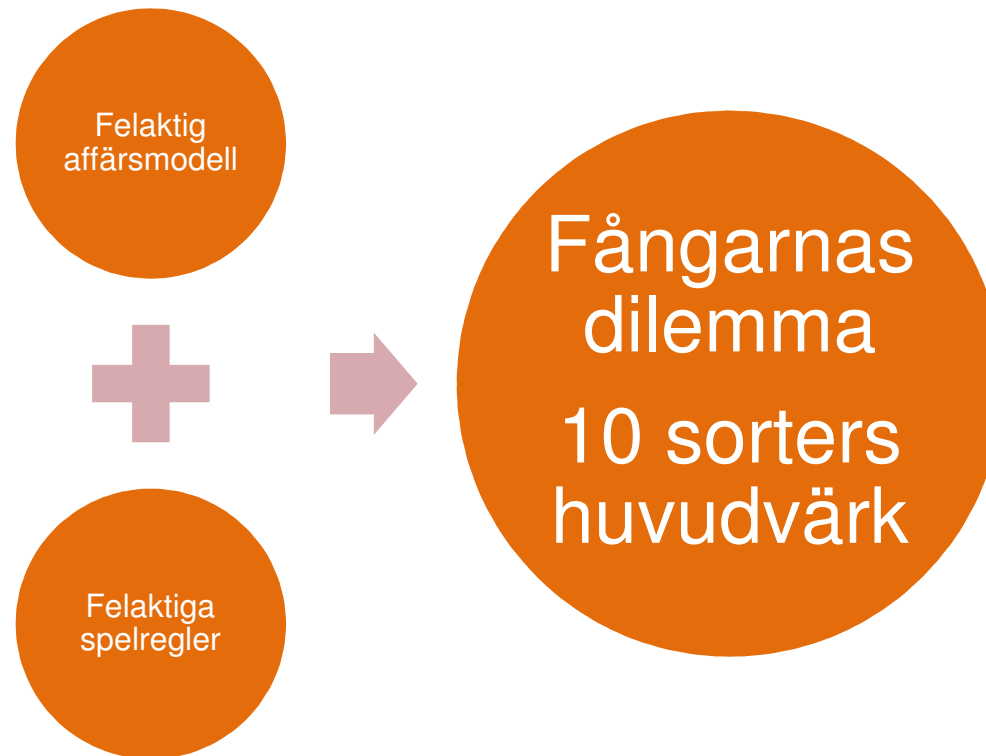 Felaktig
affärsmodell
Felaktiga
spelregler
Fångarnas
dilemma
10 sorters
huvudvärk